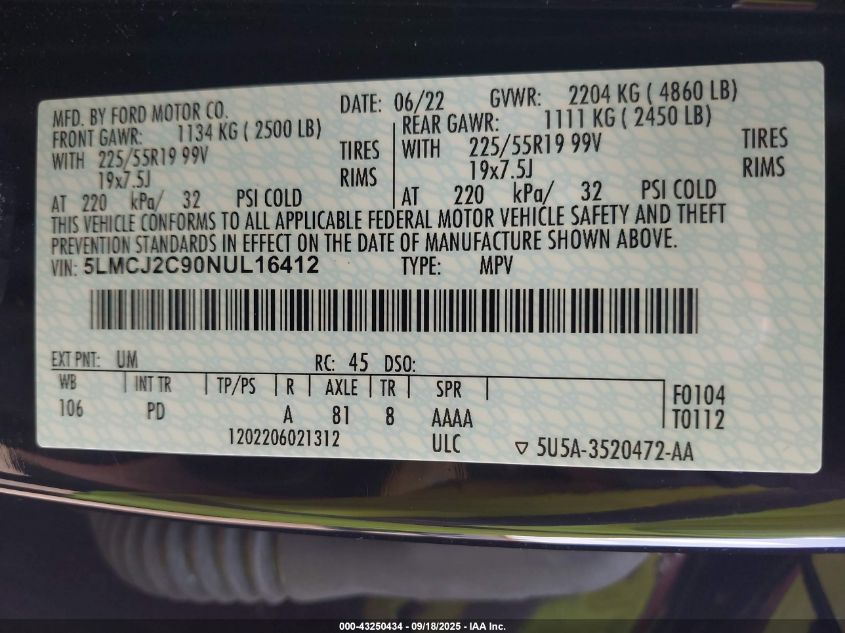 MFD. BY FORD MOTOR CO. DATE: 06/22 GVWR: 2204 KG ( 4860 LB)
FRONT GAWR: 1134 KG ( 2500 LB) REAR GAWR: 1111 KG ( 2450 LB)
WITH 225/55R19 99V TIRES WITH 225/55R19 99V TIRES
19x7.5J RIMS 19x7.5J RIMS
AT 220 kPa/ 32 PSI COLD AT 220 kPa/ 32 PSI COLD
THIS VEHICLE CONFORMS TO ALL APPLICABLE FEDERAL MOTOR VEHICLE SAFETY AND THEFT
PREVENTION STANDARDS IN EFFECT ON THE DATE OF MANUFACTURE SHOWN ABOVE.
VIN: 5LMCJ2C90NUL16412 TYPE: MPV
EXT PNT: UM RC: 45 DSO:
WB INT TR TP/PS R AXLE TR SPR F0104
106 PD A 81 8 AAAA T0112
1202206021312 ULC ▽ 5U5A-3520472-AA
000-43250434 - 09/18/2025 - IAA Inc.